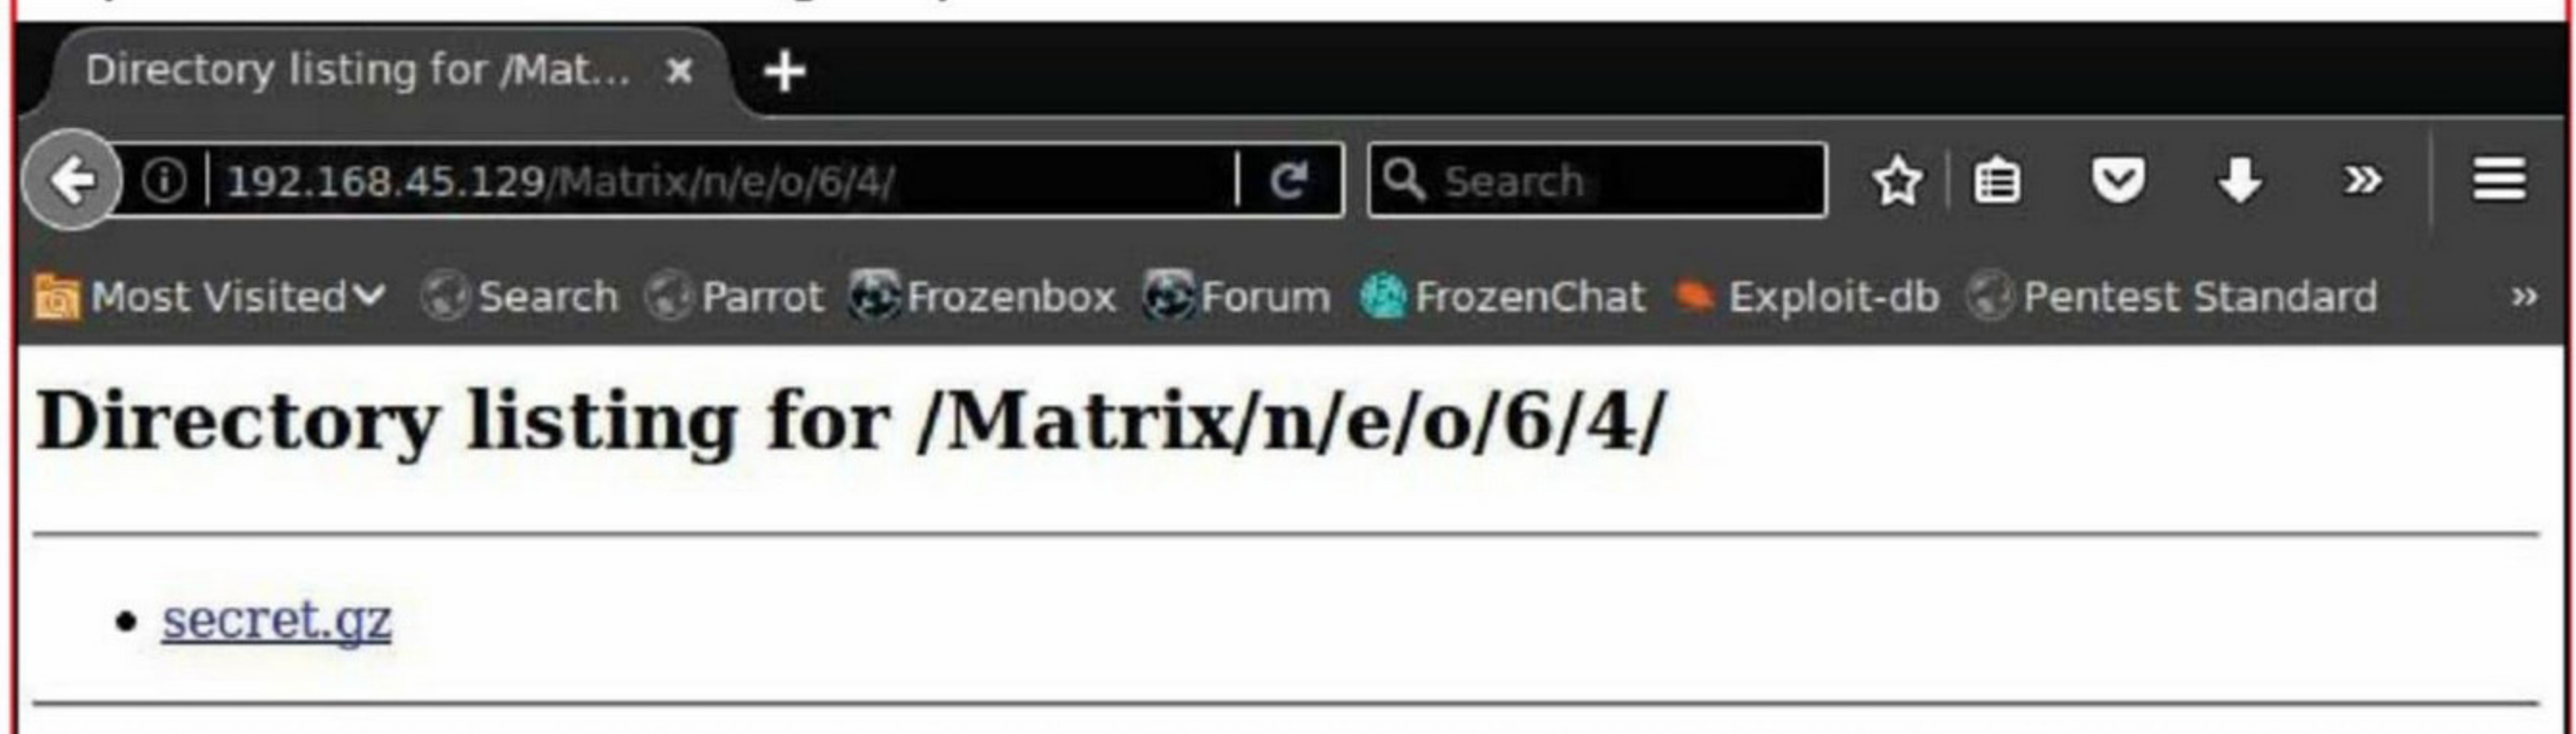 Directory listing for /Mat...
192.168.45.129/Matrix/n/e/o/6/4/ Search
Most Visited Search Parrot Frozenbox Forum FrozenChat Exploit-db Pentest Standard
Directory listing for /Matrix/n/e/o/6/4/
secret.gz